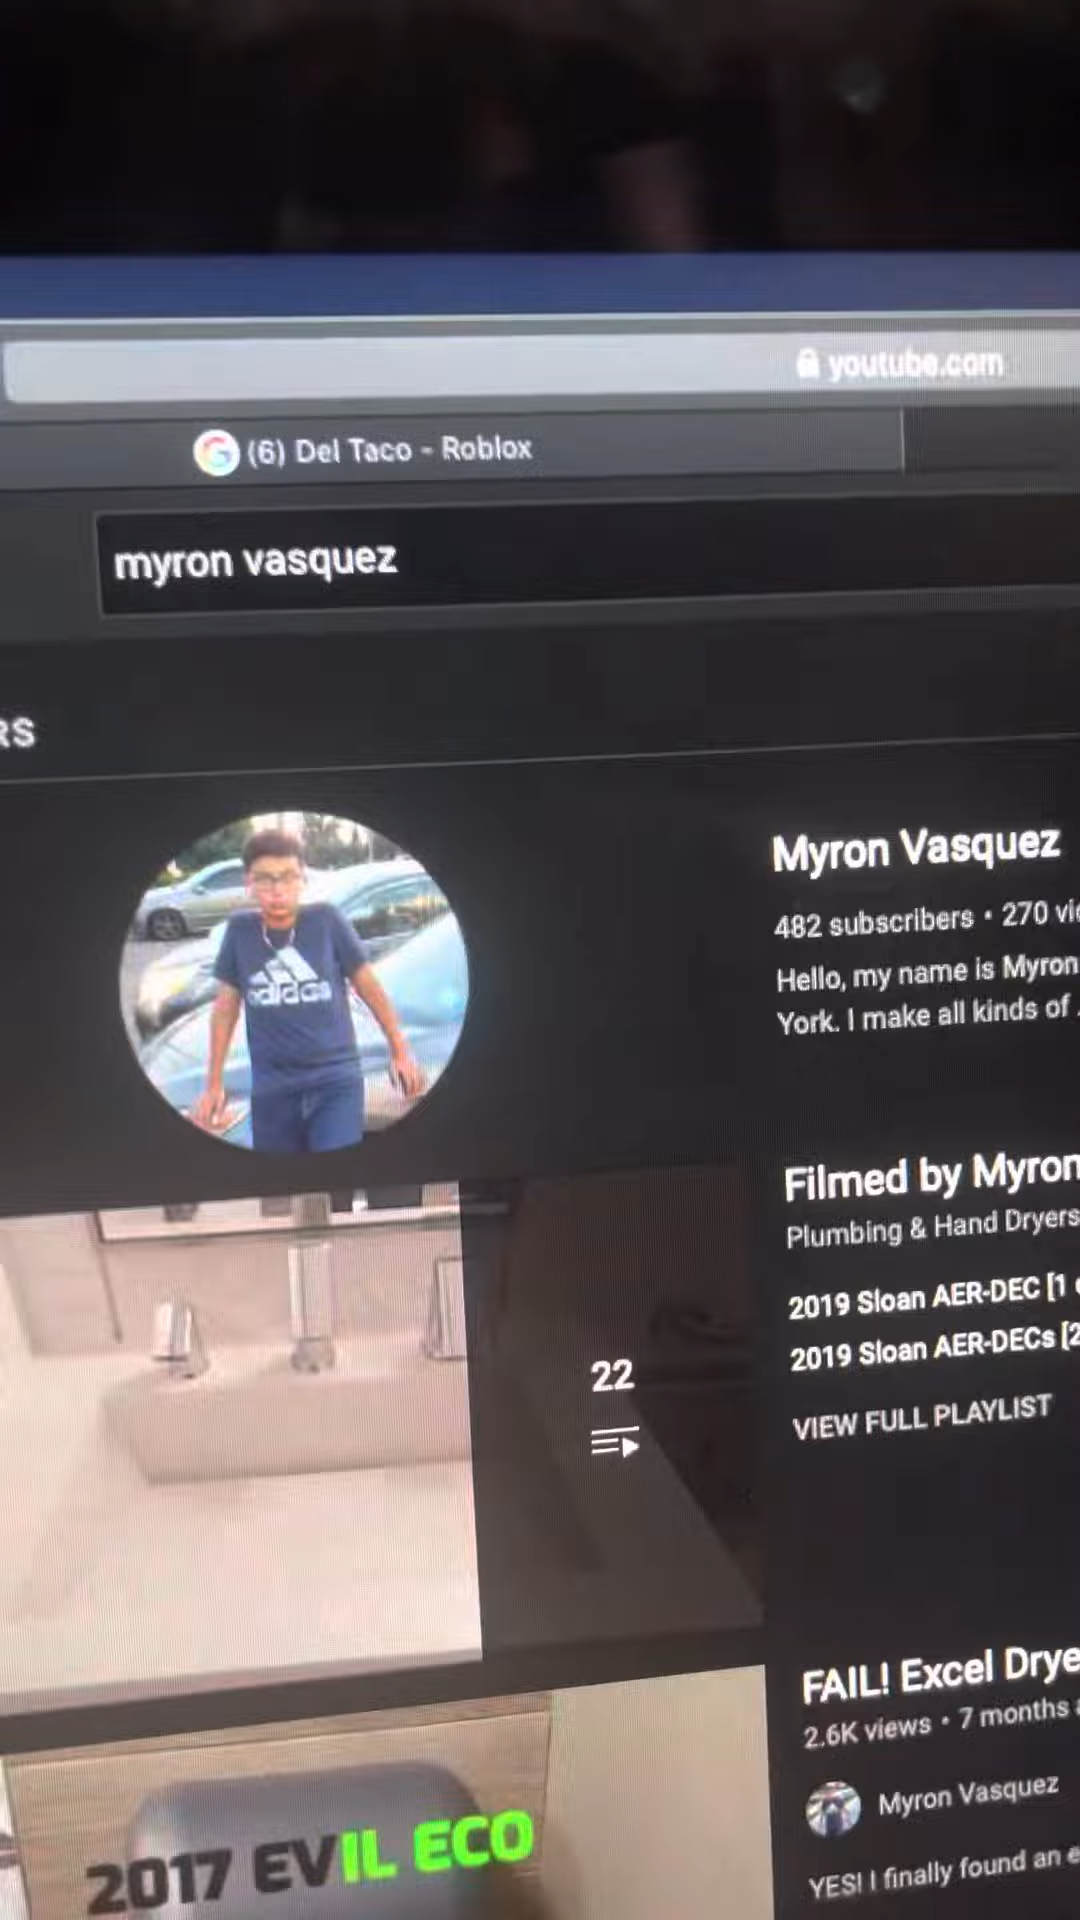 youtube.com
(6) Del Taco - Roblox
myron vasquez
RS
adidas
Myron Vasquez
482 subscribers • 270
Hello, my name is Myron
York. I make all kinds of
Filmed by Myron
Plumbing & Hand Dryers
22
2019 Sloan AER-DEC [1
2019 Sloan AER-DECs [2
VIEW FULL PLAYLIST
FAIL! Excel
2.6K views • 7 months
Myron Vasquez
YES! I finally found an
2017 EVIL ECO